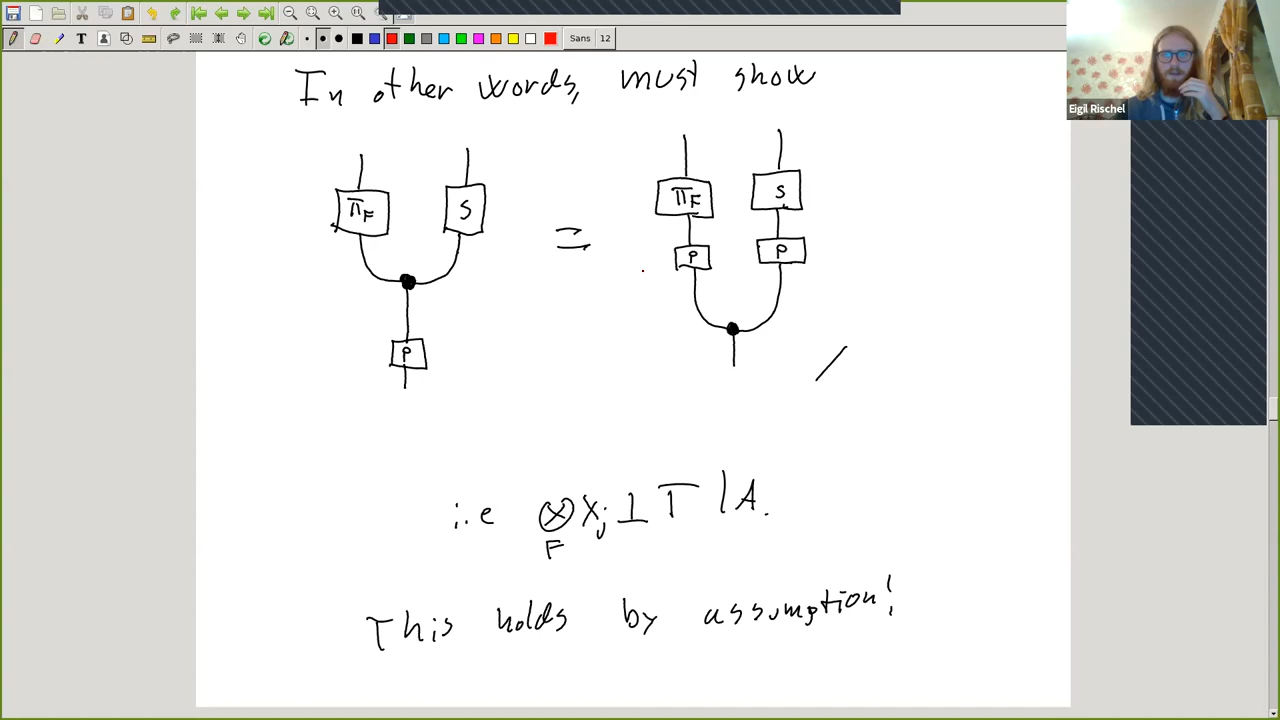 Sans 12
Eigil Rischel
In other words, must show
π_F S = π_F S
P P
P
i.e ⊗_F X_j ⊥ T | A.
This holds by assumption!